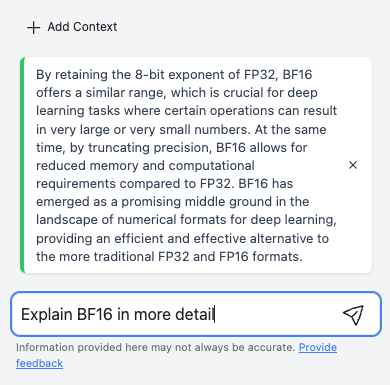 Add Context
By retaining the 8-bit exponent of FP32, BF16
offers a similar range, which is crucial for deep
learning tasks where certain operations can result
in very large or very small numbers. At the same
time, by truncating precision, BF16 allows for
reduced memory and computational
requirements compared to FP32. BF16 has
emerged as a promising middle ground in the
landscape of numerical formats for deep learning,
providing an efficient and effective alternative to
the more traditional FP32 and FP16 formats.
Explain BF16 in more detail
Information provided here may not always be accurate. Provide
feedback